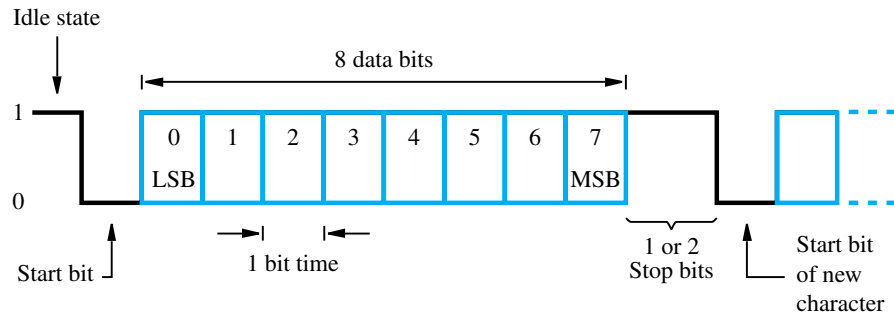 Idle state
8 data bits
1
0 1 2 3 4 5 6 7
LSB MSB
0
Start bit
1 bit time
1 or 2
Stop bits
Start bit
of new
character